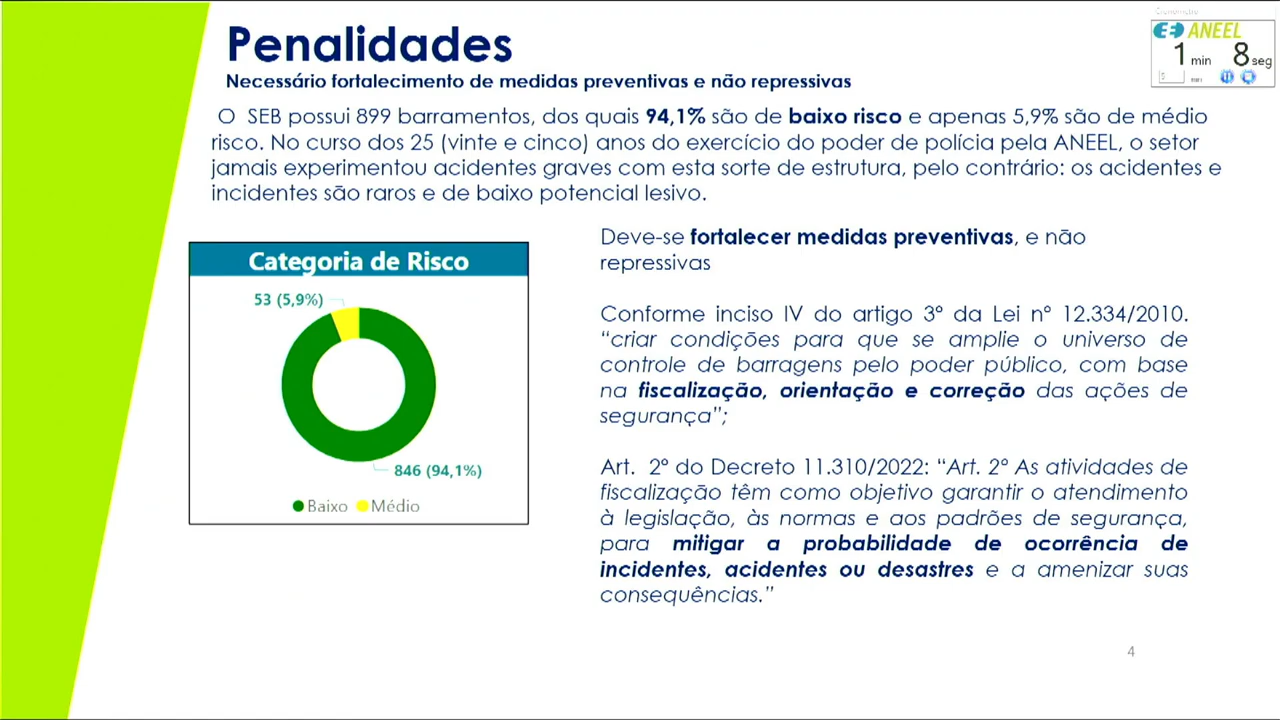 Penalidades
Necessário fortalecimento de medidas preventivas e não repressivas
ANEEL
1 min 8 seg
O SEB possui 899 barramentos, dos quais 94,1% são de baixo risco e apenas 5,9% são de médio
risco. No curso dos 25 (vinte e cinco) anos do exercício do poder de polícia pela ANEEL, o setor
jamais experimentou acidentes graves com esta sorte de estrutura, pelo contrário: os acidentes e
incidentes são raros e de baixo potencial lesivo.
Categoria de Risco
53 (5,9%)
846 (94,1%)
Baixo Médio
Deve-se fortalecer medidas preventivas, e não
repressivas
Conforme inciso IV do artigo 3º da Lei nº 12.334/2010.
“criar condições para que se amplie o universo de
controle de barragens pelo poder público, com base
na fiscalização, orientação e correção das ações de
segurança”;
Art. 2º do Decreto 11.310/2022: “Art. 2º As atividades de
fiscalização têm como objetivo garantir o atendimento
à legislação, às normas e aos padrões de segurança,
para mitigar a probabilidade de ocorrência de
incidentes, acidentes ou desastres e a amenizar suas
consequências.”
4